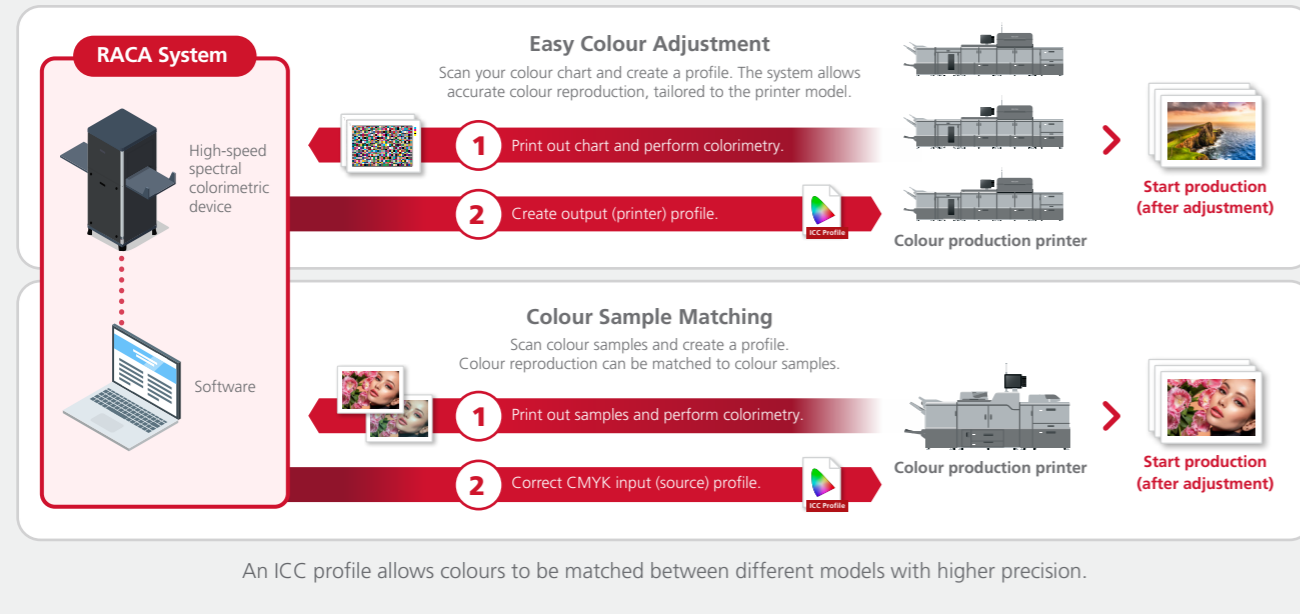 RACA System
High-speed
spectral
colorimetric
device
Software
Easy Colour Adjustment
Scan your colour chart and create a profile. The system allows
accurate colour reproduction, tailored to the printer model.
1 Print out chart and perform colorimetry.
2 Create output (printer) profile.
ICC Profile
Colour production printer
Start production
(after adjustment)
Colour Sample Matching
Scan colour samples and create a profile.
Colour reproduction can be matched to colour samples.
1 Print out samples and perform colorimetry.
2 Correct CMYK input (source) profile.
ICC Profile
Colour production printer
Start production
(after adjustment)
An ICC profile allows colours to be matched between different models with higher precision.